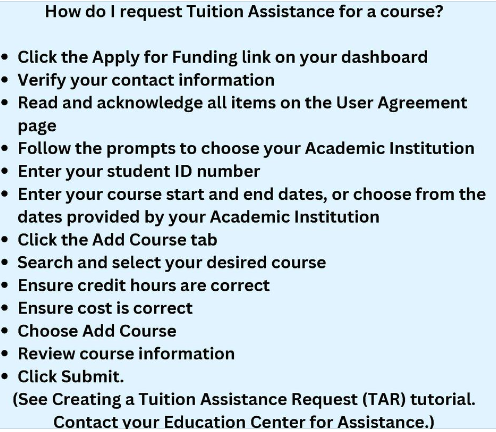 How do I request Tuition Assistance for a course?
• Click the Apply for Funding link on your dashboard
• Verify your contact information
• Read and acknowledge all items on the User Agreement
page
• Follow the prompts to choose your Academic Institution
• Enter your student ID number
• Enter your course start and end dates, or choose from the
dates provided by your Academic Institution
• Click the Add Course tab
• Search and select your desired course
• Ensure credit hours are correct
• Ensure cost is correct
• Choose Add Course
• Review course information
• Click Submit.
(See Creating a Tuition Assistance Request (TAR) tutorial.
Contact your Education Center for Assistance.)